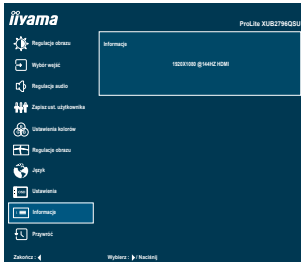 iiyama
ProLite XUB2796QSU
Regulacje obrazu
Wybór wejść
Regulacje audio
Zapisz ust. użytkownika
Ustawienia kolorów
Regulacje obrazu
Język
Ustawienia
Informacje
Przywróć
Informacje
1920X1080 @144HZ HDMI
Zakończ :
Wybierz : / Naciśnij